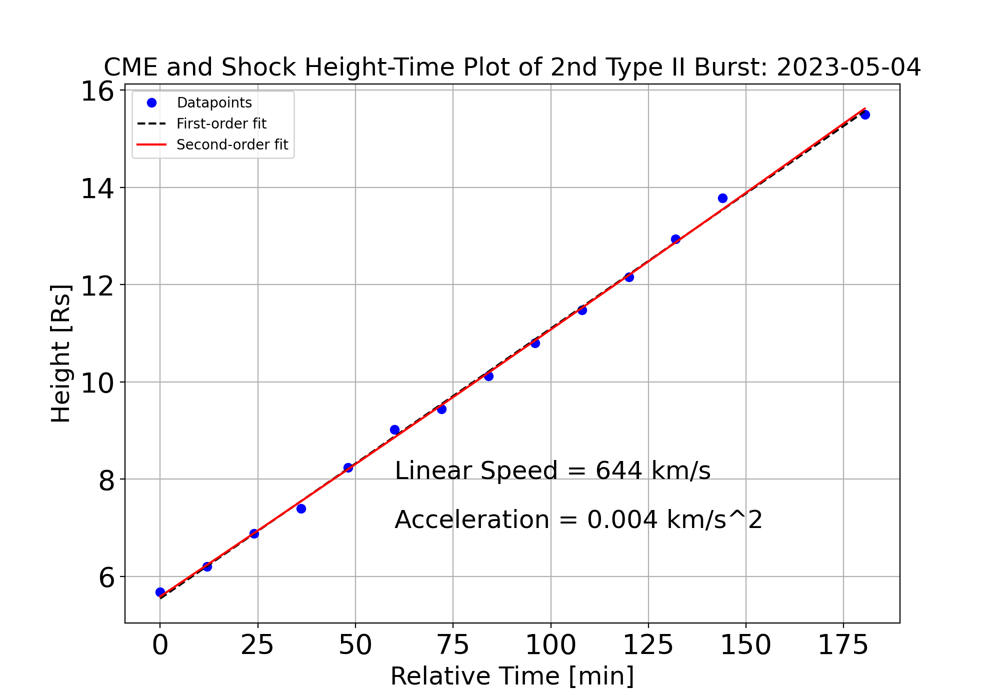 CME and Shock Height-Time Plot of 2nd Type II Burst: 2023-05-04
16
14
12
10
8
6
Height [Rs]
Datapoints
First-order fit
Second-order fit
Linear Speed = 644 km/s
Acceleration = 0.004 km/s^2
0 25 50 75 100 125 150 175
Relative Time [min]